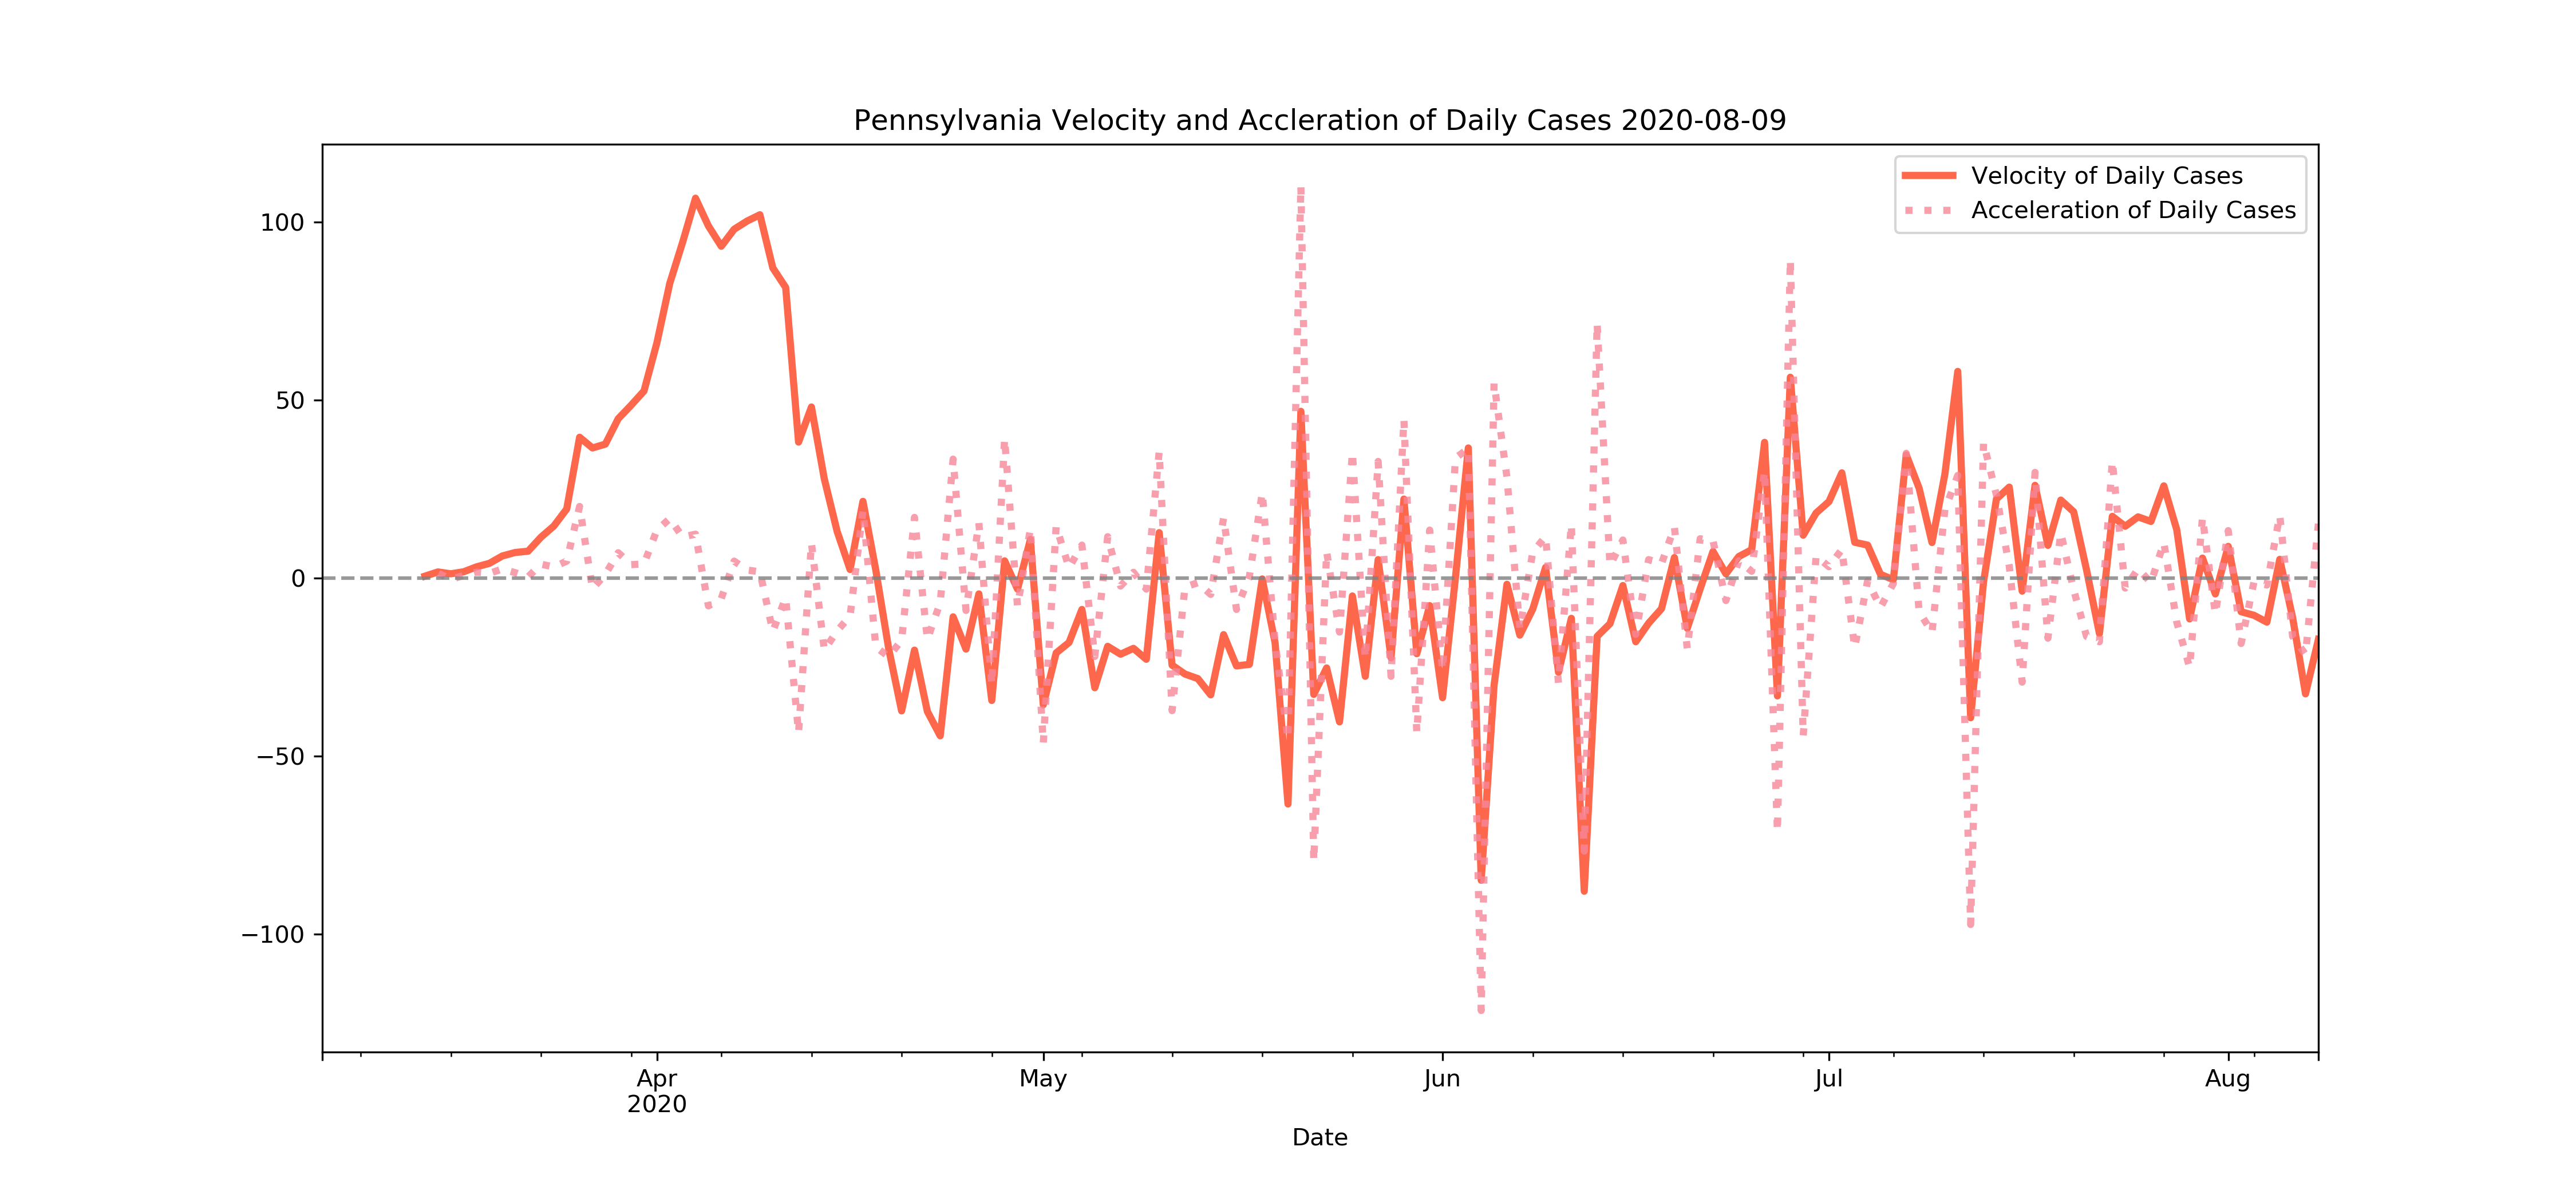 Pennsylvania Velocity and Accleration of Daily Cases 2020-08-09
Velocity of Daily Cases
Acceleration of Daily Cases
100
50
0
−50
−100
Apr
2020
May
Jun
Jul
Aug
Date